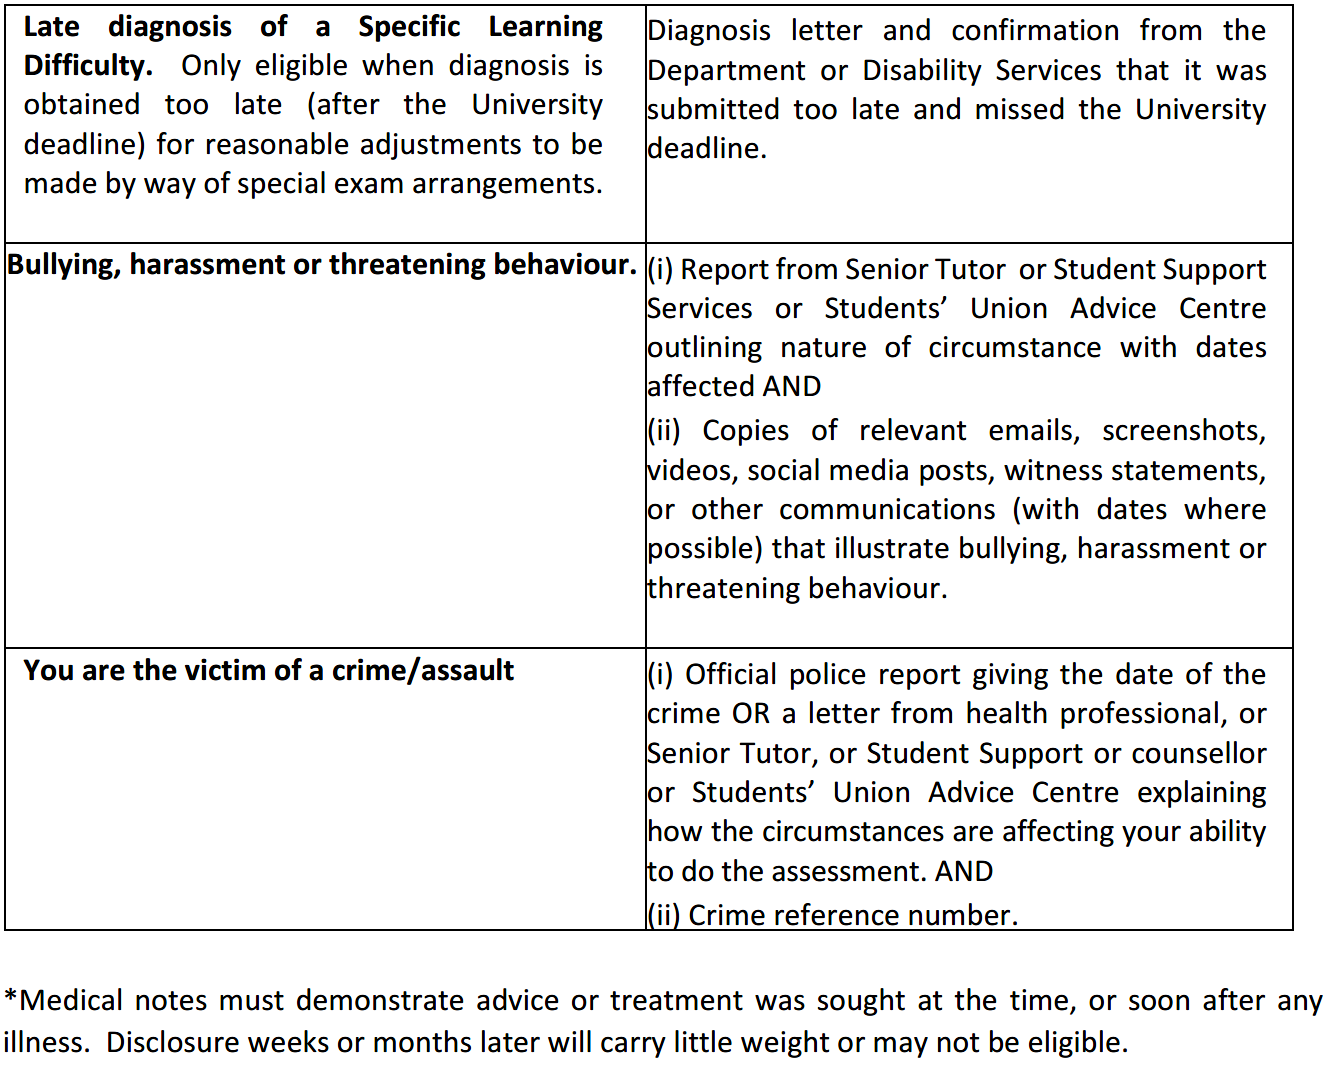 Late diagnosis of a Specific Learning
Difficulty. Only eligible when diagnosis is
obtained too late (after the University
deadline) for reasonable adjustments to be
made by way of special exam arrangements.
Diagnosis letter and confirmation from the
Department or Disability Services that it was
submitted too late and missed the University
deadline.
Bullying, harassment or threatening behaviour.
(i) Report from Senior Tutor or Student Support
Services or Students’ Union Advice Centre
outlining nature of circumstance with dates
affected AND
(ii) Copies of relevant emails, screenshots,
videos, social media posts, witness statements,
or other communications (with dates where
possible) that illustrate bullying, harassment or
threatening behaviour.
You are the victim of a crime/assault
(i) Official police report giving the date of the
crime OR a letter from health professional, or
Senior Tutor, or Student Support or counsellor
or Students’ Union Advice Centre explaining
how the circumstances are affecting your ability
to do the assessment. AND
(ii) Crime reference number.
*Medical notes must demonstrate advice or treatment was sought at the time, or soon after any
illness. Disclosure weeks or months later will carry little weight or may not be eligible.